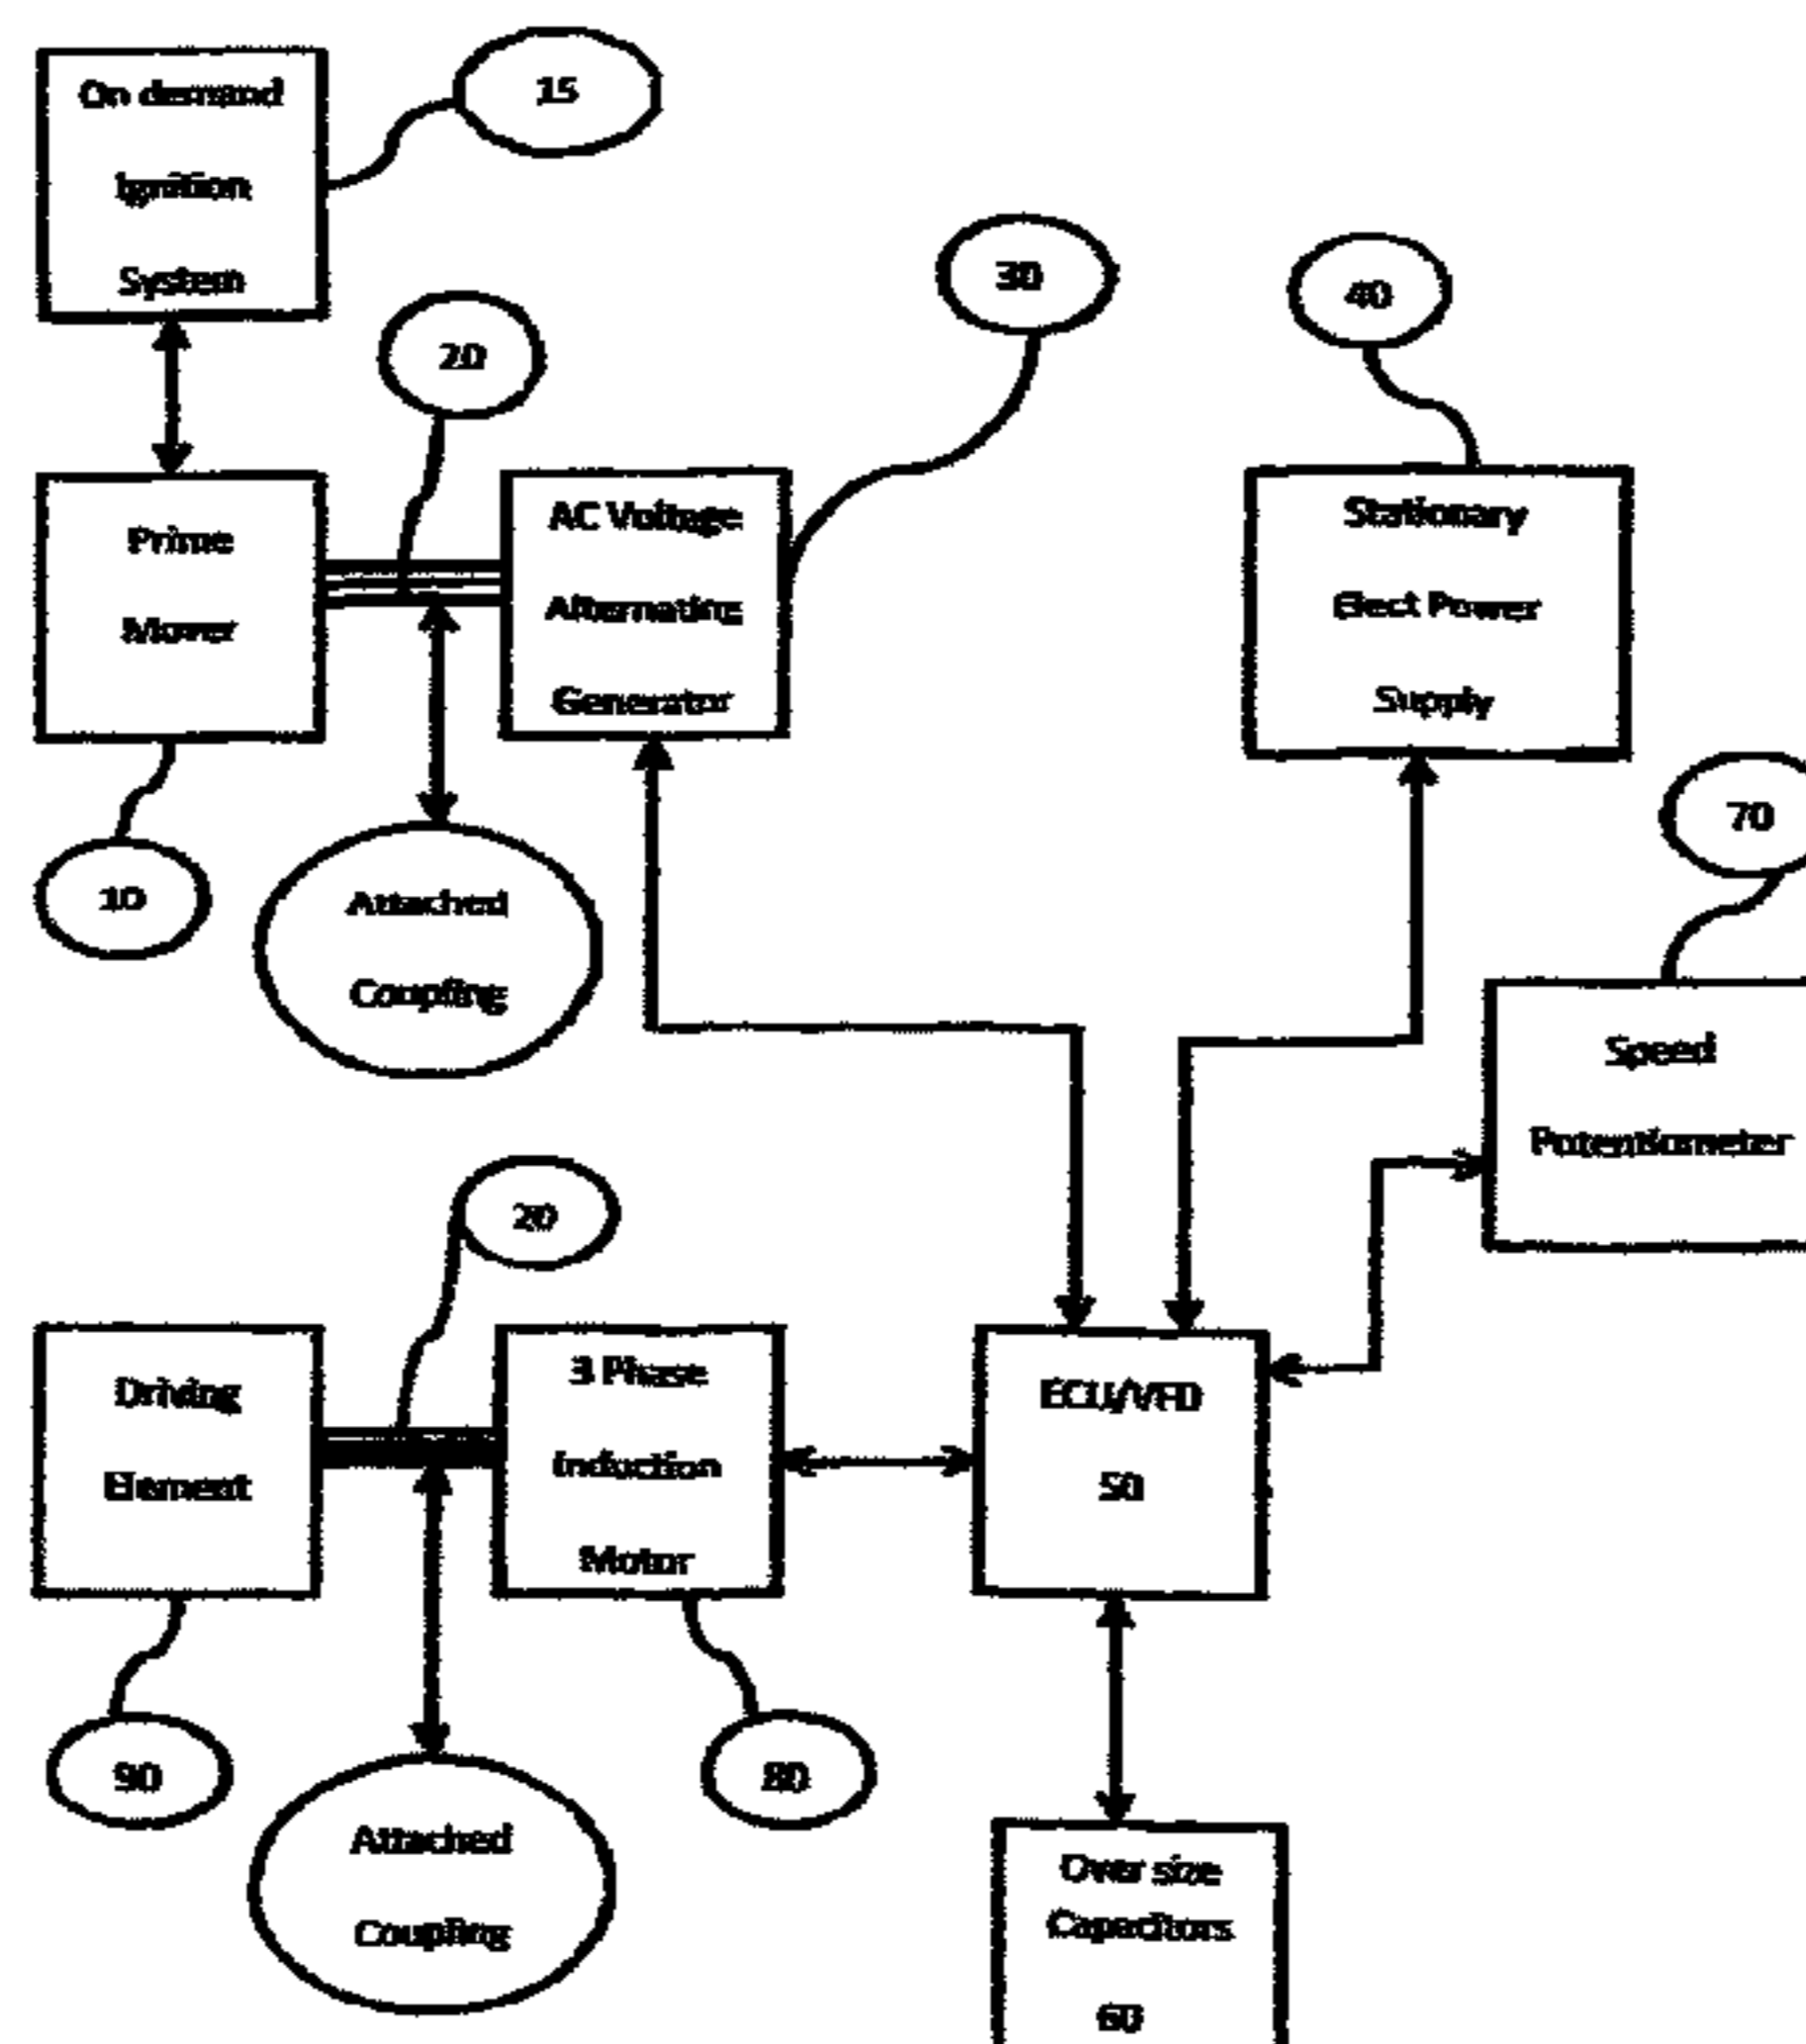 On demand
Ignition
System
15
20
30
40
Prime
Mover
AC Voltage
Alternating
Generator
Stationary
Elect Power
Supply
10
Attached
Coupling
70
Speed
Potentiometer
20
Driving
Element
3 Phase
Induction
Motor
ECU/VFD
50
90
80
Attached
Coupling
Over size
Capacitors
60